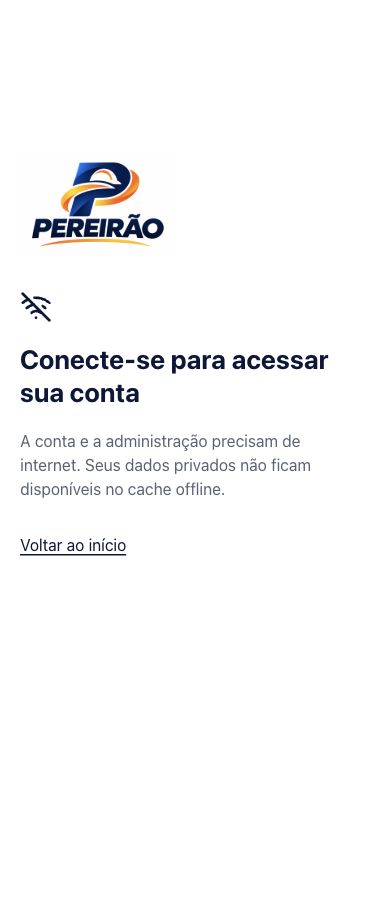 PEREIRÃO
Conecte-se para acessar
sua conta
A conta e a administração precisam de
internet. Seus dados privados não ficam
disponíveis no cache offline.
Voltar ao início